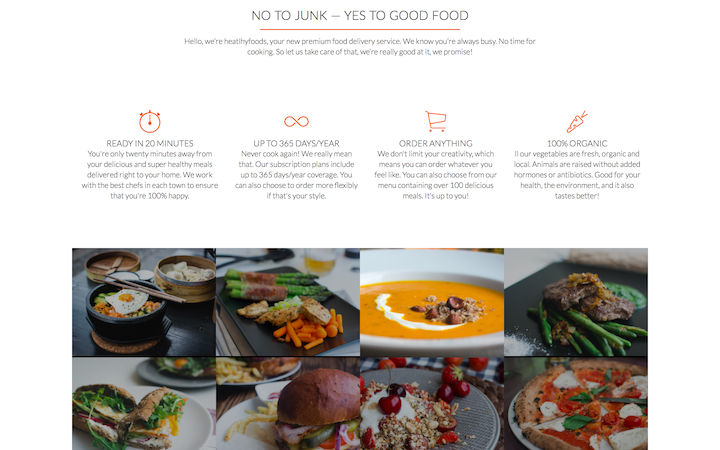 NO TO JUNK — YES TO GOOD FOOD
Hello, we're heatlhyfoods, your new premium food delivery service. We know you're always busy. No time for
cooking. So let us take care of that, we're really good at it, we promise!
READY IN 20 MINUTES
You're only twenty minutes away from
your delicious and super healthy meals
delivered right to your home. We work
with the best chefs in each town to ensure
that you're 100% happy.
UP TO 365 DAYS/YEAR
Never cook again! We really mean
that. Our subscription plans include
up to 365 days/year coverage. You
can also choose to order more flexibly
if that's your style.
ORDER ANYTHING
We don't limit your creativity, which
means you can order whatever you
feel like. You can also choose from our
menu containing over 100 delicious
meals. It's up to you!
100% ORGANIC
ll our vegetables are fresh, organic and
local. Animals are raised without added
hormones or antibiotics. Good for your
health, the environment, and it also
tastes better!